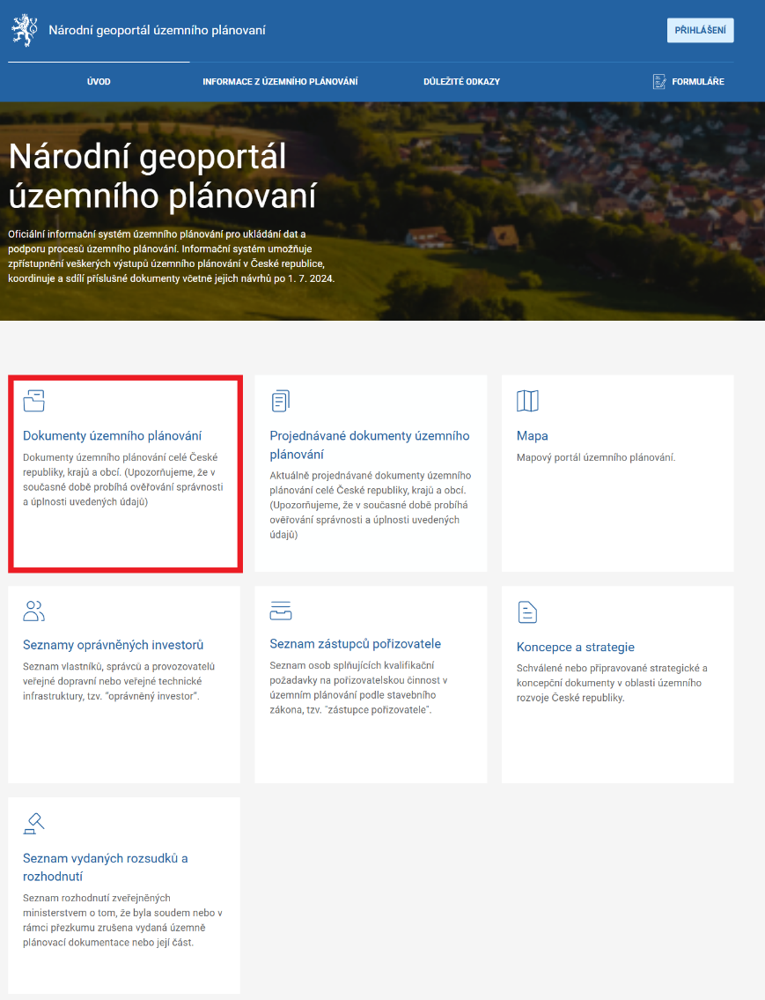 Národní geoportál územního plánovaní
PŘIHLÁŠENÍ
ÚVOD
INFORMACE Z ÚZEMNÍHO PLÁNOVÁNÍ
DŮLEŽITÉ ODKAZY
FORMULÁŘE
Národní geoportál
územního plánovaní
Oficiální informační systém územního plánování pro ukládání dat a
podporu procesů územního plánování. Informační systém umožňuje
zpřístupnění veškerých výstupů územního plánování v České republice,
koordinuje a sdílí příslušné dokumenty včetně jejich návrhů po 1. 7. 2024.
Dokumenty územního plánování
Dokumenty územního plánování celé České
republiky, krajů a obcí. (Upozorňujeme, že v
současné době probíhá ověřování správnosti
a úplnosti uvedených údajů)
Projednávané dokumenty územního
plánování
Aktuálně projednávané dokumenty územního
plánování celé České republiky, krajů a obcí.
(Upozorňujeme, že v současné době probíhá
ověřování správnosti a úplnosti uvedených
údajů)
Mapa
Mapový portál územního plánování.
Seznamy oprávněných investorů
Seznam vlastníků, správců a provozovatelů
veřejné dopravní nebo veřejné technické
infrastruktury, tzv. "oprávněný investor".
Seznam zástupců pořizovatele
Seznam osob splňujících kvalifikační
požadavky na pořizovatelskou činnost v
územním plánování podle stavebního
zákona, tzv. "zástupce pořizovatele".
Koncepce a strategie
Schválené nebo připravované strategické a
koncepční dokumenty v oblasti územního
rozvoje České republiky.
Seznam vydaných rozsudků a
rozhodnutí
Seznam rozhodnutí zveřejněných
ministerstvem o tom, že byla soudem nebo v
rámci přezkumu zrušena vydaná územně
plánovací dokumentace nebo její část.